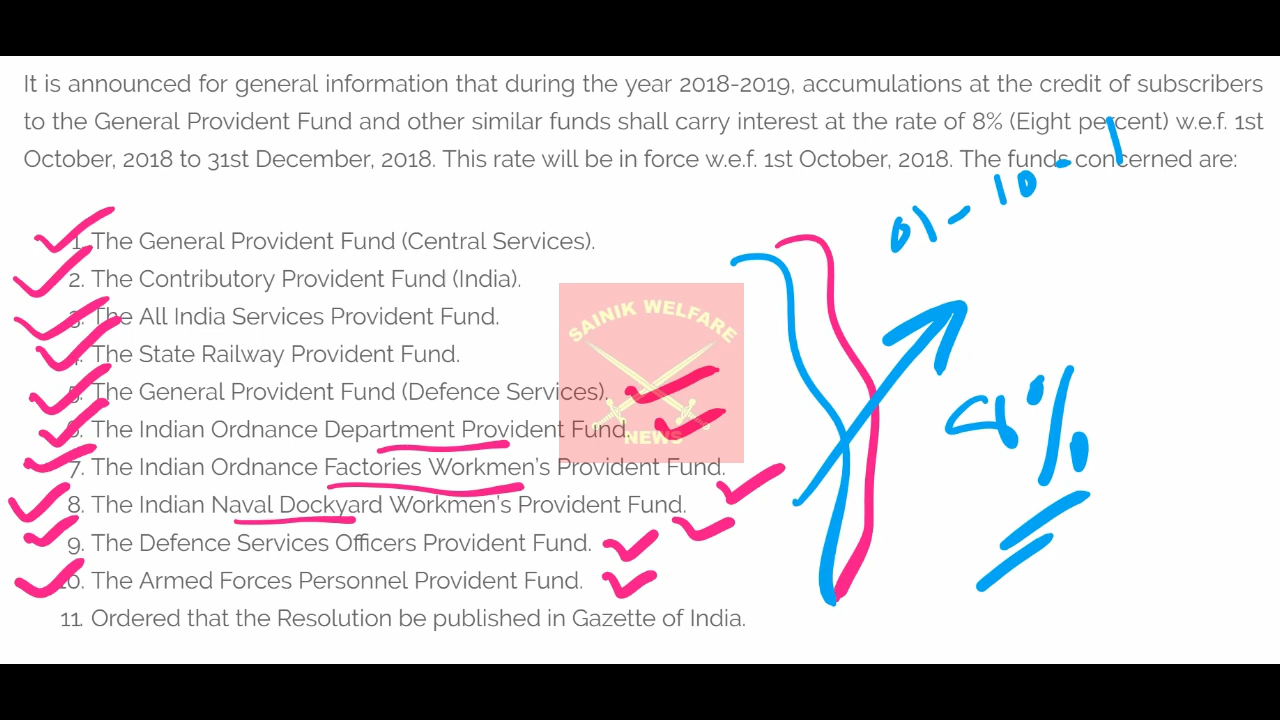 It is announced for general information that during the year 2018-2019, accumulations at the credit of subscribers
to the General Provident Fund and other similar funds shall carry interest at the rate of 8% (Eight percent) w.e.f. 1st
October, 2018 to 31st December, 2018. This rate will be in force w.e.f. 1st October, 2018. The funds concerned are:
01-10-1
1. The General Provident Fund (Central Services).
2. The Contributory Provident Fund (India).
3. The All India Services Provident Fund.
SAINIK WELFARE
4. The State Railway Provident Fund.
5. The General Provident Fund (Defence Services).
8%
6. The Indian Ordnance Department Provident Fund.
NEWS
7. The Indian Ordnance Factories Workmen's Provident Fund.
8. The Indian Naval Dockyard Workmen's Provident Fund.
9. The Defence Services Officers Provident Fund.
10. The Armed Forces Personnel Provident Fund.
11. Ordered that the Resolution be published in Gazette of India.